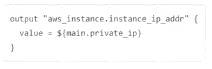 output "aws_instance.instance_ip_addr" {
  value = ${main.private_ip}
}